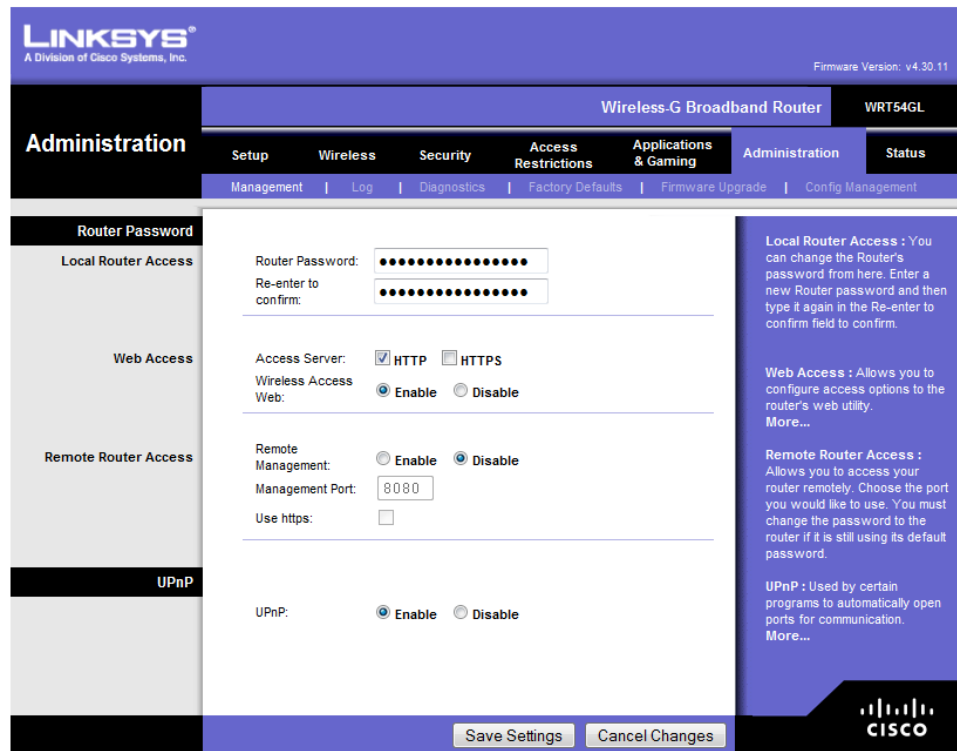 LINKSYS®
A Division of Cisco Systems, Inc.
Firmware Version: v4.30.11
Wireless-G Broadband Router WRT54GL
Administration
Setup Wireless Security Access Restrictions Applications & Gaming Administration Status
Management | Log | Diagnostics | Factory Defaults | Firmware Upgrade | Config Management
Router Password
Local Router Access
Router Password: ●●●●●●●●●●●●●●●●
Re-enter to
confirm: ●●●●●●●●●●●●●●●●
Web Access
Access Server: HTTP HTTPS
Wireless Access
Web: Enable Disable
Remote Router Access
Remote
Management: Enable Disable
Management Port: 8080
Use https:
UPnP
UPnP: Enable Disable
Local Router Access : You
can change the Router's
password from here. Enter a
new Router password and then
type it again in the Re-enter to
confirm field to confirm.
Web Access : Allows you to
configure access options to the
router's web utility.
More...
Remote Router Access :
Allows you to access your
router remotely. Choose the port
you would like to use. You must
change the password to the
router if it is still using its default
password.
UPnP : Used by certain
programs to automatically open
ports for communication.
More...
Save Settings Cancel Changes
CISCO